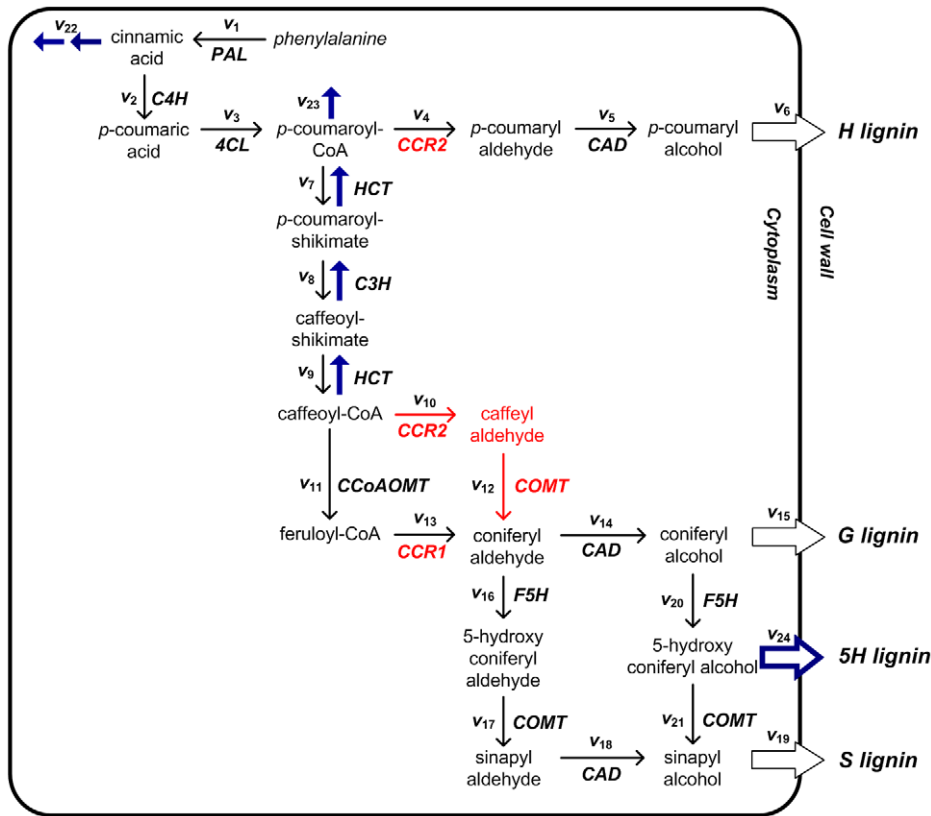 v22
v1
cinnamic
acid
PAL
phenylalanine
v2
C4H
v3
v23
v4
v5
v6
p-coumaric
acid
4CL
p-coumaroyl-
CoA
CCR2
p-coumaryl
aldehyde
CAD
p-coumaryl
alcohol
H lignin
v7
HCT
p-coumaroyl-
shikimate
Cytoplasm
Cell wall
v8
C3H
caffeoyl-
shikimate
v9
HCT
caffeoyl-CoA
v10
CCR2
caffeyl
aldehyde
v11
CCoAOMT
v12
COMT
feruloyl-CoA
v13
CCR1
coniferyl
aldehyde
v14
CAD
coniferyl
alcohol
v15
G lignin
v16
F5H
v20
F5H
5-hydroxy
coniferyl
aldehyde
5-hydroxy
coniferyl alcohol
v24
5H lignin
v17
COMT
v21
COMT
sinapyl
aldehyde
v18
CAD
sinapyl
alcohol
v19
S lignin